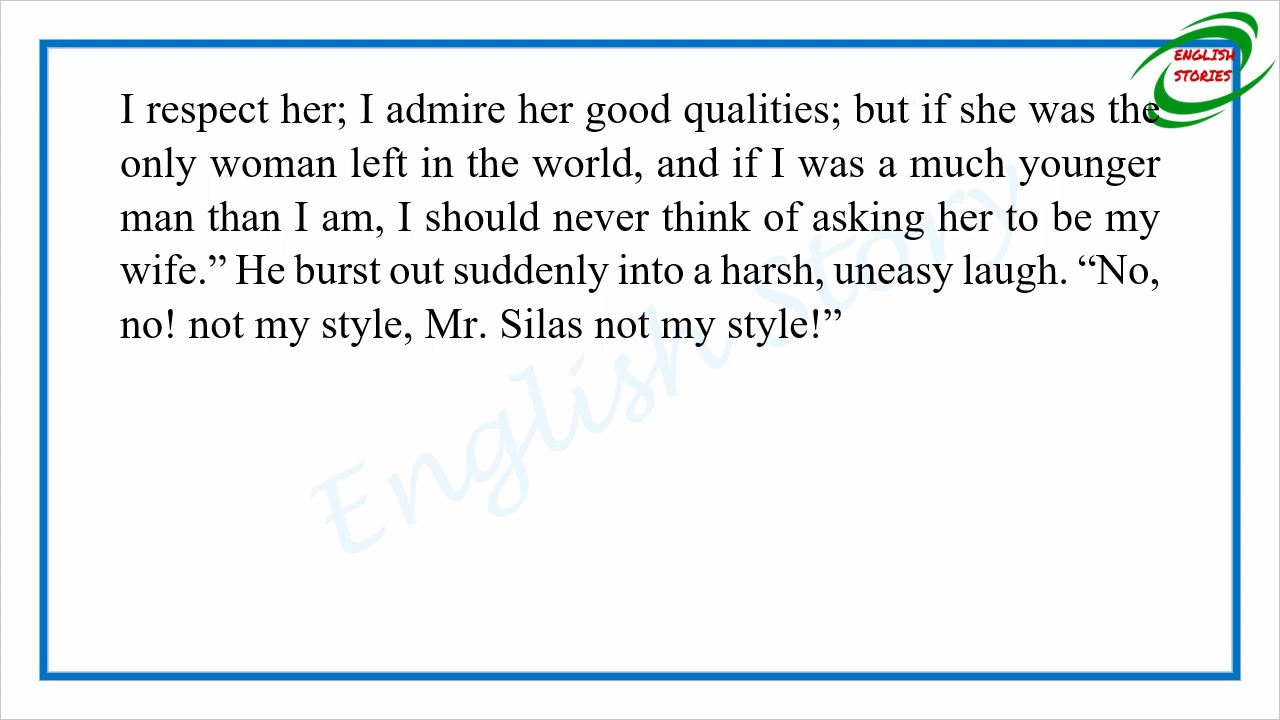 ENGLISH
STORIES
I respect her; I admire her good qualities; but if she was the
only woman left in the world, and if I was a much younger
man than I am, I should never think of asking her to be my
wife.” He burst out suddenly into a harsh, uneasy laugh. “No,
no! not my style, Mr. Silas not my style!”
English Story